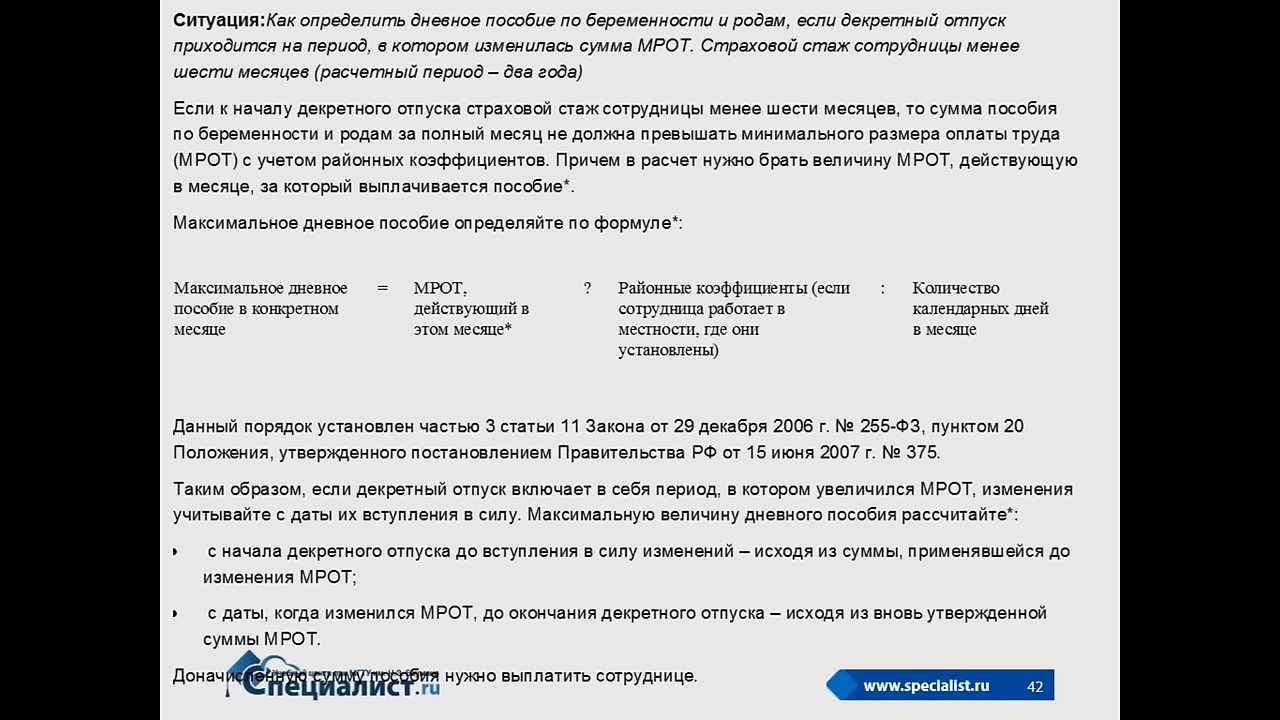 Ситуация:Как определить дневное пособие по беременности и родам, если декретный отпуск
приходится на период, в котором изменилась сумма МРОТ. Страховой стаж сотрудницы менее
шести месяцев (расчетный период – два года)
Если к началу декретного отпуска страховой стаж сотрудницы менее шести месяцев, то сумма пособия
по беременности и родам за полный месяц не должна превышать минимального размера оплаты труда
(МРОТ) с учетом районных коэффициентов. Причем в расчет нужно брать величину МРОТ, действующую
в месяце, за который выплачивается пособие*.
Максимальное дневное пособие определяйте по формуле*:
Максимальное дневное = МРОТ, ? Районные коэффициенты (если : Количество
пособие в конкретном действующий в сотрудница работает в календарных дней
месяце этом месяце* местности, где они в месяце
установлены)
Данный порядок установлен частью 3 статьи 11 Закона от 29 декабря 2006 г. № 255-ФЗ, пунктом 20
Положения, утвержденного постановлением Правительства РФ от 15 июня 2007 г. № 375.
Таким образом, если декретный отпуск включает в себя период, в котором увеличился МРОТ, изменения
учитывайте с даты их вступления в силу. Максимальную величину дневного пособия рассчитайте*:
• с начала декретного отпуска до вступления в силу изменений – исходя из суммы, применявшейся до
изменения МРОТ;
• с даты, когда изменился МРОТ, до окончания декретного отпуска – исходя из вновь утвержденной
суммы МРОТ.
Доначисленную сумму пособия нужно выплатить сотруднице.
Специалист.ru
www.specialist.ru 42